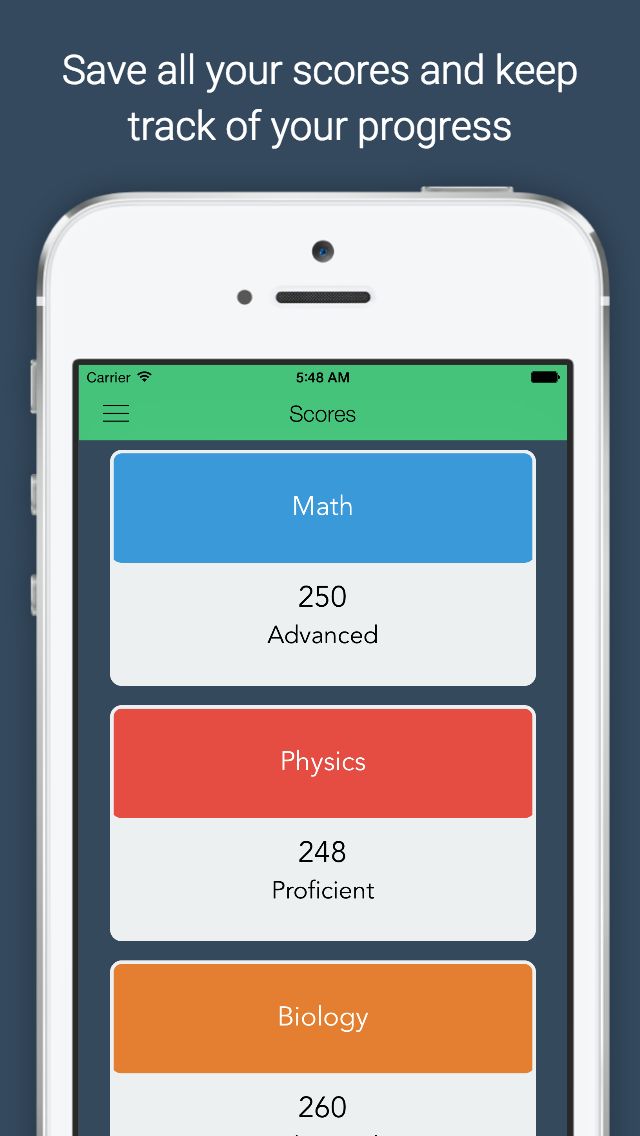 Save all your scores and keep
track of your progress
Carrier 5:48 AM
Scores
Math
250
Advanced
Physics
248
Proficient
Biology
260